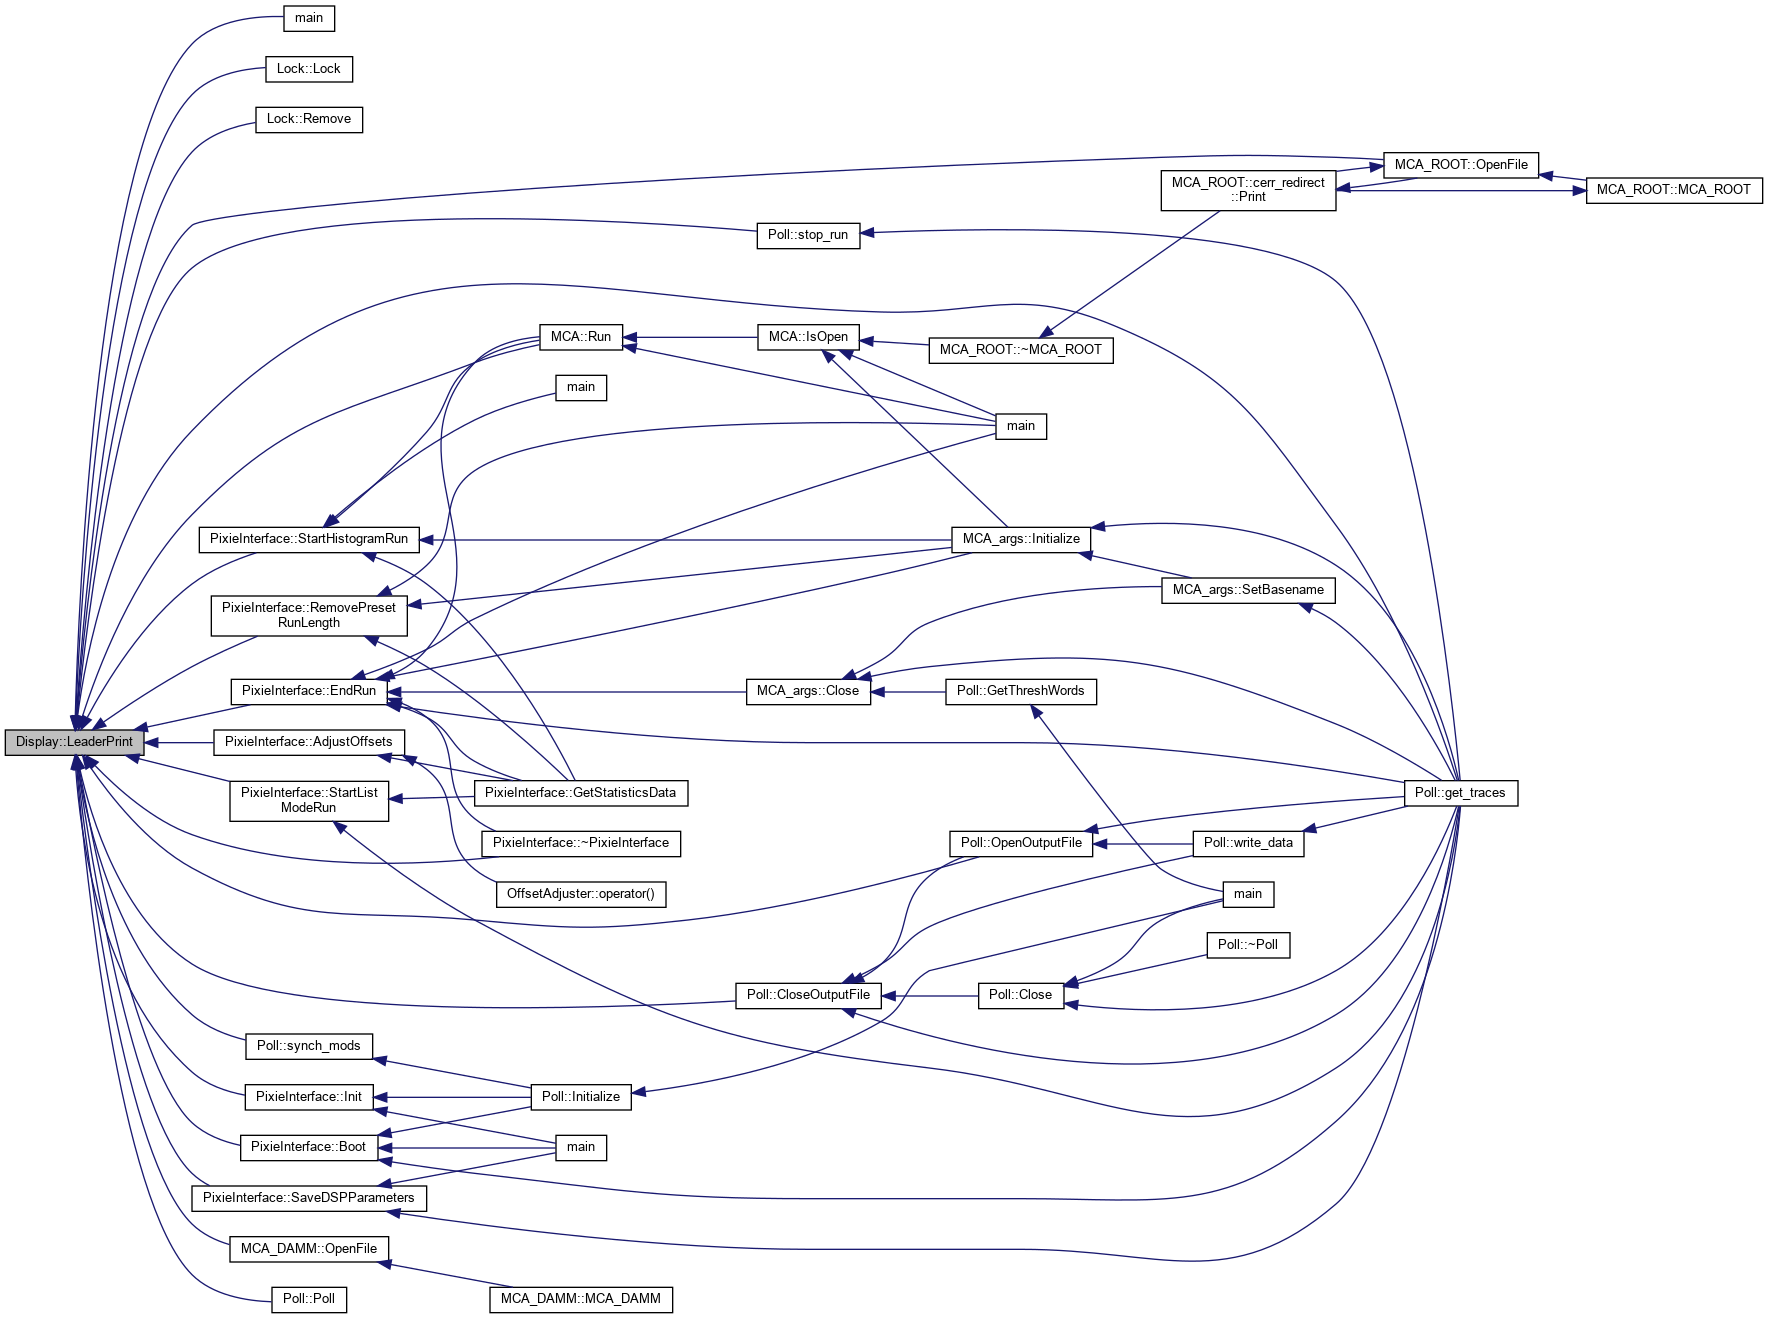 main
Lock::Lock
Lock::Remove
MCA_ROOT::OpenFile
MCA_ROOT::cerr_redirect
::Print
MCA_ROOT::MCA_ROOT
Poll::stop_run
MCA::Run
MCA::IsOpen
MCA_ROOT::~MCA_ROOT
main
main
PixieInterface::StartHistogramRun
MCA_args::Initialize
MCA_args::SetBasename
PixieInterface::RemovePreset
RunLength
PixieInterface::EndRun
MCA_args::Close
Poll::GetThreshWords
Display::LeaderPrint
PixieInterface::AdjustOffsets
PixieInterface::StartList
ModeRun
PixieInterface::GetStatisticsData
Poll::get_traces
PixieInterface::~PixieInterface
Poll::OpenOutputFile
Poll::write_data
OffsetAdjuster::operator()
main
Poll::~Poll
Poll::CloseOutputFile
Poll::Close
Poll::synch_mods
PixieInterface::Init
Poll::Initialize
PixieInterface::Boot
main
PixieInterface::SaveDSPParameters
MCA_DAMM::OpenFile
Poll::Poll
MCA_DAMM::MCA_DAMM